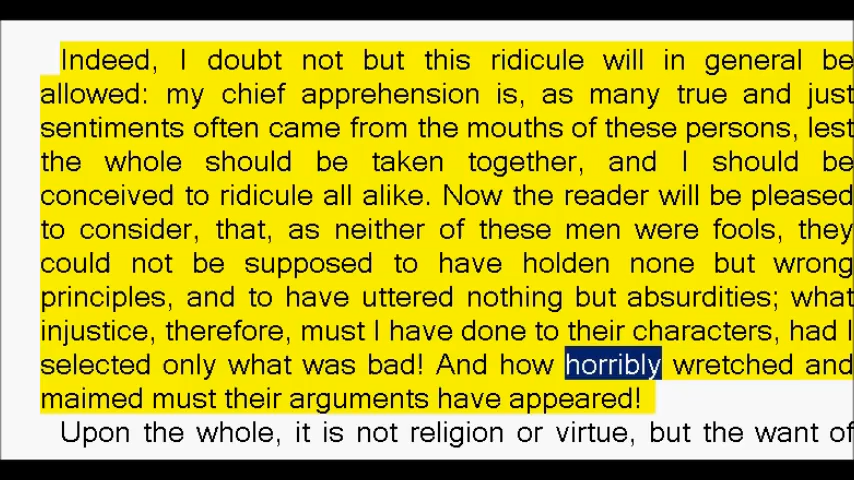 Indeed, I doubt not but this ridicule will in general be
allowed: my chief apprehension is, as many true and just
sentiments often came from the mouths of these persons, lest
the whole should be taken together, and I should be
conceived to ridicule all alike. Now the reader will be pleased
to consider, that, as neither of these men were fools, they
could not be supposed to have holden none but wrong
principles, and to have uttered nothing but absurdities; what
injustice, therefore, must I have done to their characters, had I
selected only what was bad! And how horribly wretched and
maimed must their arguments have appeared!
Upon the whole, it is not religion or virtue, but the want of